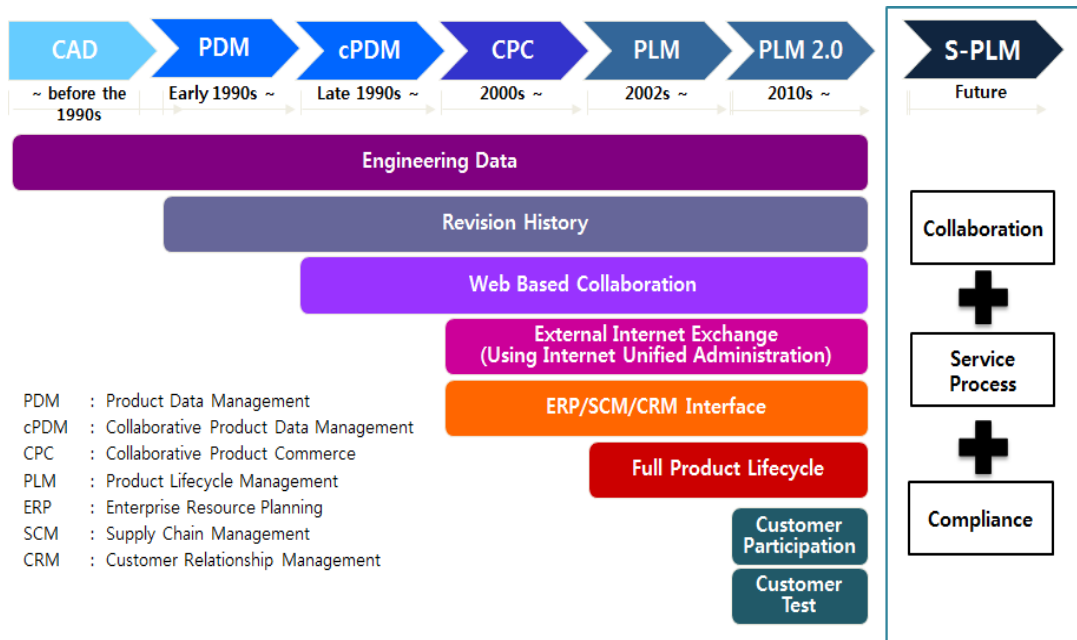 CAD
PDM
cPDM
CPC
PLM
PLM 2.0
S-PLM
~ before the
1990s
Early 1990s ~
Late 1990s ~
2000s ~
2002s ~
2010s ~
Future
Engineering Data
Revision History
Web Based Collaboration
External Internet Exchange
(Using Internet Unified Administration)
ERP/SCM/CRM Interface
Full Product Lifecycle
Customer
Participation
Customer
Test
Collaboration
Service
Process
Compliance
PDM : Product Data Management
cPDM : Collaborative Product Data Management
CPC : Collaborative Product Commerce
PLM : Product Lifecycle Management
ERP : Enterprise Resource Planning
SCM : Supply Chain Management
CRM : Customer Relationship Management